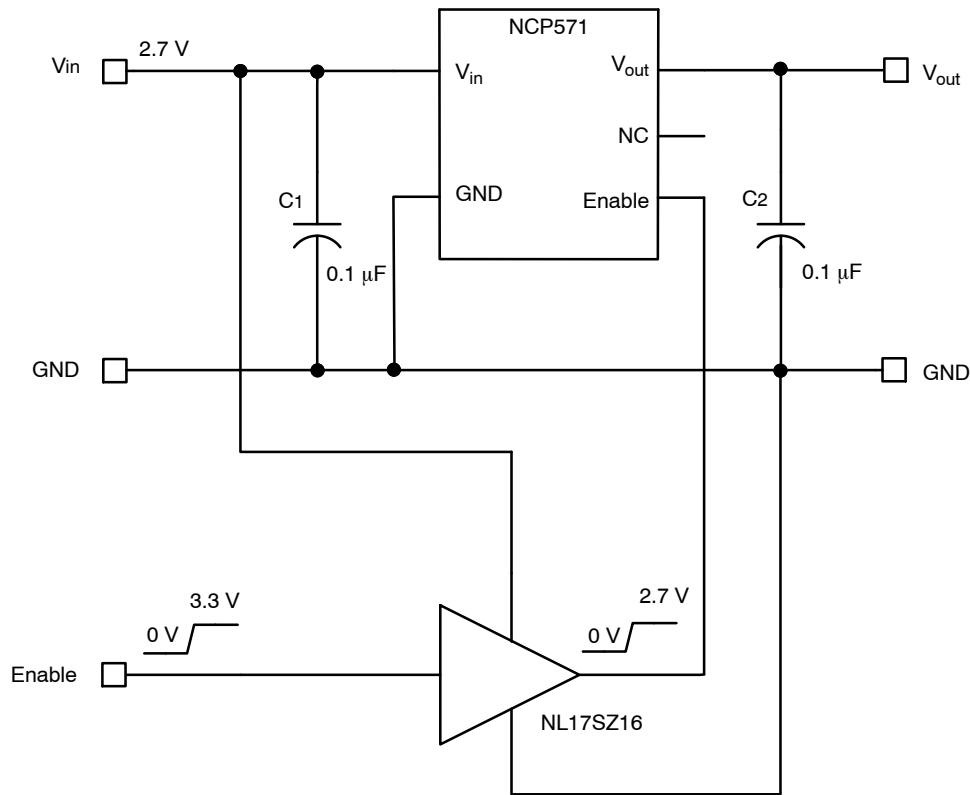 NCP571
2.7 V
Vin
Vin
Vout
Vout
NC
GND
Enable
C1
0.1 μF
C2
0.1 μF
GND
GND
3.3 V
0 V
2.7 V
0 V
Enable
NL17SZ16